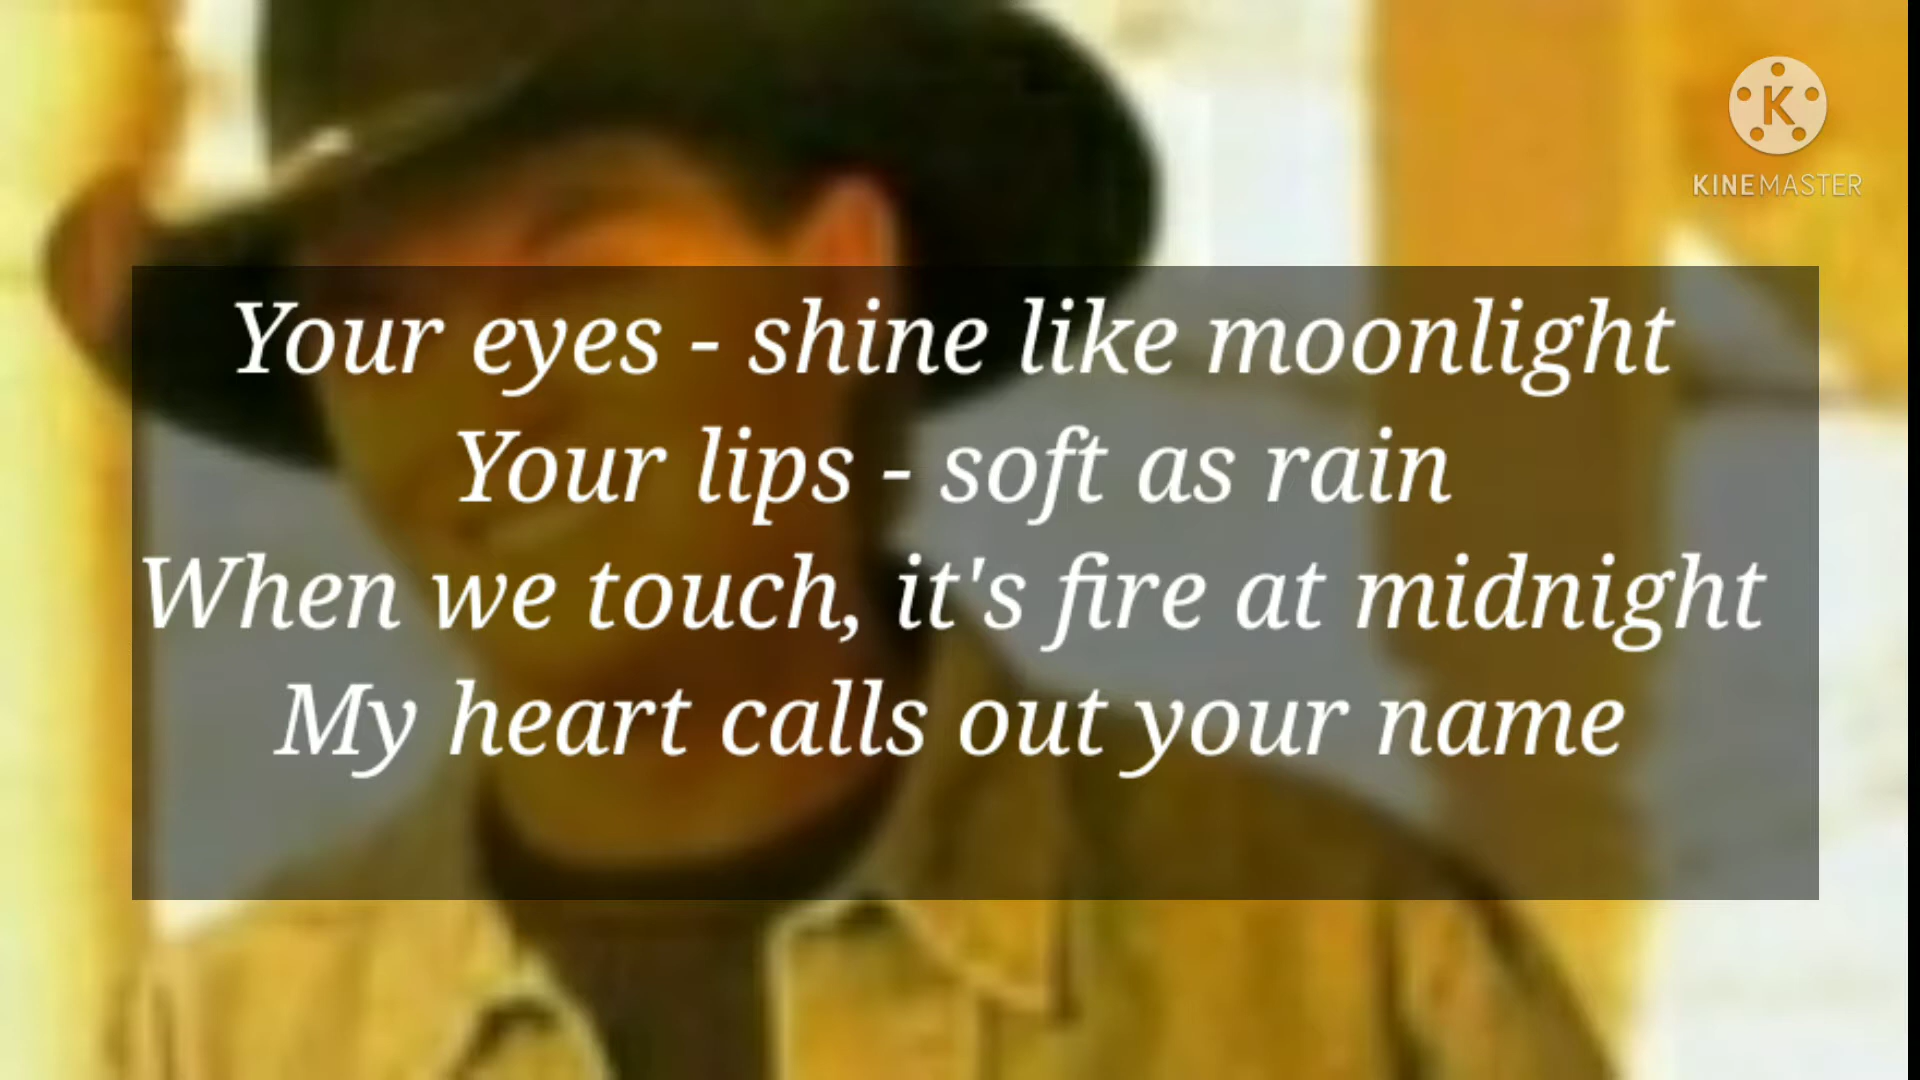 K
KINEMASTER
Your eyes - shine like moonlight
Your lips - soft as rain
When we touch, it's fire at midnight
My heart calls out your name